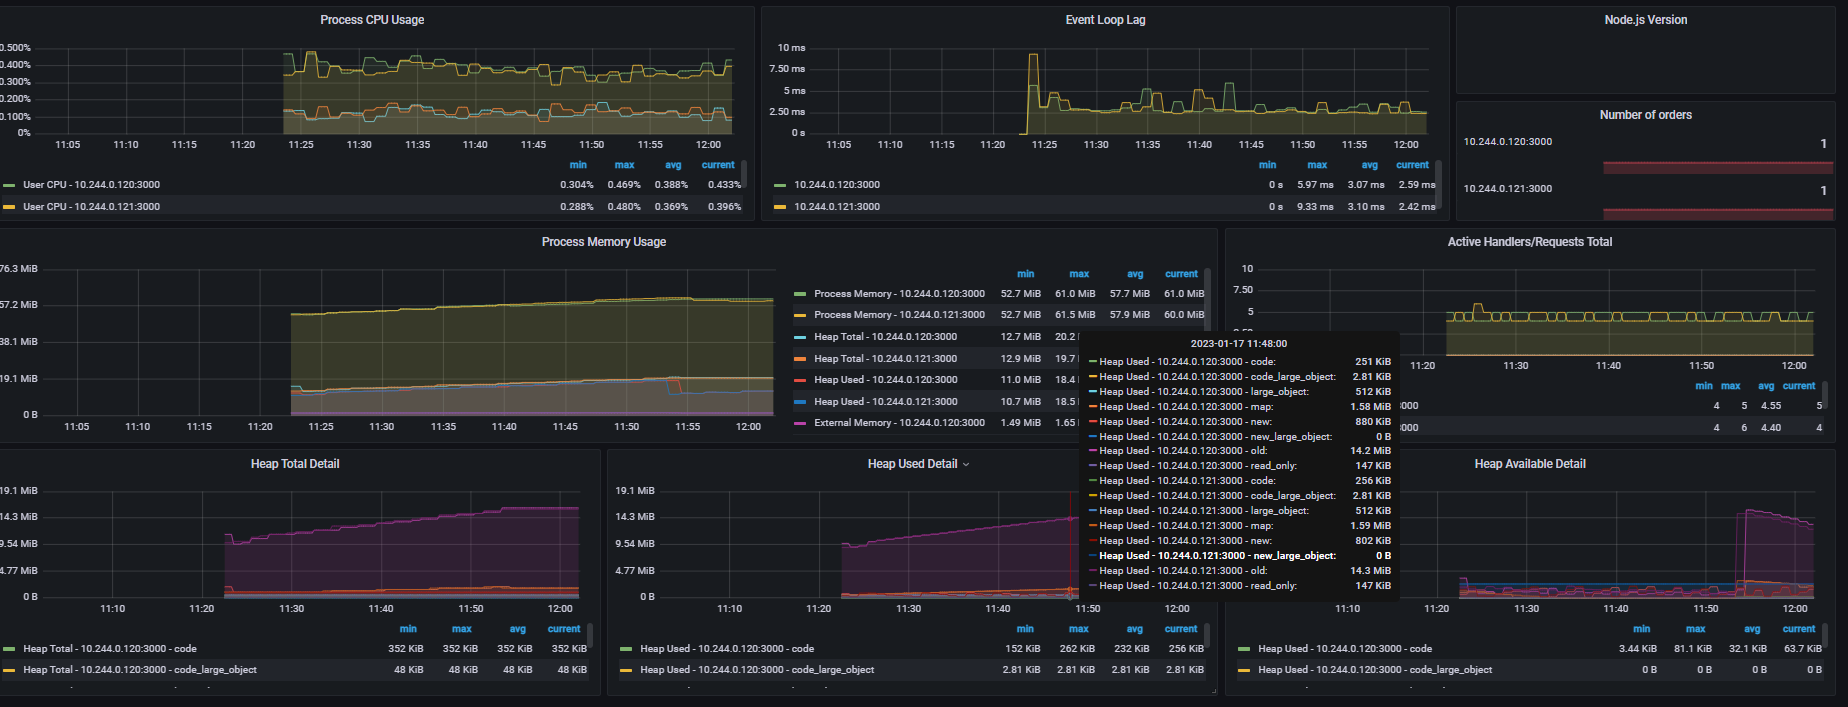 Process CPU Usage
0.500%
0.400%
0.300%
0.200%
0.100%
0%
11:05 11:10 11:15 11:20 11:25 11:30 11:35 11:40 11:45 11:50 11:55 12:00
min max avg current
User CPU - 10.244.0.120:3000 0.304% 0.469% 0.388% 0.433%
User CPU - 10.244.0.121:3000 0.288% 0.480% 0.369% 0.396%
Event Loop Lag
10 ms
7.50 ms
5 ms
2.50 ms
0 s
11:05 11:10 11:15 11:20 11:25 11:30 11:35 11:40 11:45 11:50 11:55 12:00
min max avg current
10.244.0.120:3000 0 s 5.97 ms 3.07 ms 2.59 ms
10.244.0.121:3000 0 s 9.33 ms 3.10 ms 2.42 ms
Node.js Version
Number of orders
10.244.0.120:3000 1
10.244.0.121:3000 1
Process Memory Usage
76.3 MiB
57.2 MiB
38.1 MiB
19.1 MiB
0 B
11:05 11:10 11:15 11:20 11:25 11:30 11:35 11:40 11:45 11:50 11:55 12:00
min max avg current
Process Memory - 10.244.0.120:3000 52.7 MiB 61.0 MiB 57.7 MiB 61.0 MiB
Process Memory - 10.244.0.121:3000 52.7 MiB 61.5 MiB 57.9 MiB 60.0 MiB
Heap Total - 10.244.0.120:3000 12.7 MiB 20.2
Heap Total - 10.244.0.121:3000 12.9 MiB 19.7
Heap Used - 10.244.0.120:3000 11.0 MiB 18.4
Heap Used - 10.244.0.121:3000 10.7 MiB 18.5
External Memory - 10.244.0.120:3000 1.49 MiB 1.65
Active Handlers/Requests Total
10
7.50
5
11:20 11:30 11:40 11:50 12:00
min max avg current
3000 4 5 4.55 5
3000 4 6 4.40 4
2023-01-17 11:48:00
Heap Used - 10.244.0.120:3000 - code: 251 KiB
Heap Used - 10.244.0.120:3000 - code_large_object: 2.81 KiB
Heap Used - 10.244.0.120:3000 - large_object: 512 KiB
Heap Used - 10.244.0.120:3000 - map: 1.58 MiB
Heap Used - 10.244.0.120:3000 - new: 880 KiB
Heap Used - 10.244.0.120:3000 - new_large_object: 0 B
Heap Used - 10.244.0.120:3000 - old: 14.2 MiB
Heap Used - 10.244.0.120:3000 - read_only: 147 KiB
Heap Used - 10.244.0.121:3000 - code: 256 KiB
Heap Used - 10.244.0.121:3000 - code_large_object: 2.81 KiB
Heap Used - 10.244.0.121:3000 - large_object: 512 KiB
Heap Used - 10.244.0.121:3000 - map: 1.59 MiB
Heap Used - 10.244.0.121:3000 - new: 802 KiB
Heap Used - 10.244.0.121:3000 - new_large_object: 0 B
Heap Used - 10.244.0.121:3000 - old: 14.3 MiB
Heap Used - 10.244.0.121:3000 - read_only: 147 KiB
Heap Total Detail
19.1 MiB
14.3 MiB
9.54 MiB
4.77 MiB
0 B
11:10 11:20 11:30 11:40 11:50 12:00
min max avg current
Heap Total - 10.244.0.120:3000 - code 352 KiB 352 KiB 352 KiB 352 KiB
Heap Total - 10.244.0.120:3000 - code_large_object 48 KiB 48 KiB 48 KiB 48 KiB
Heap Used Detail
19.1 MiB
14.3 MiB
9.54 MiB
4.77 MiB
0 B
11:10 11:20 11:30 11:40 11:50 12:00
min max avg current
Heap Used - 10.244.0.120:3000 - code 152 KiB 262 KiB 232 KiB 256 KiB
Heap Used - 10.244.0.120:3000 - code_large_object 2.81 KiB 2.81 KiB 2.81 KiB 2.81 KiB
Heap Available Detail
11:10 11:20 11:30 11:40 11:50 12:00
min max avg current
Heap Used - 10.244.0.120:3000 - code 3.44 KiB 81.1 KiB 32.1 KiB 63.7 KiB
Heap Used - 10.244.0.120:3000 - code_large_object 0 B 0 B 0 B 0 B